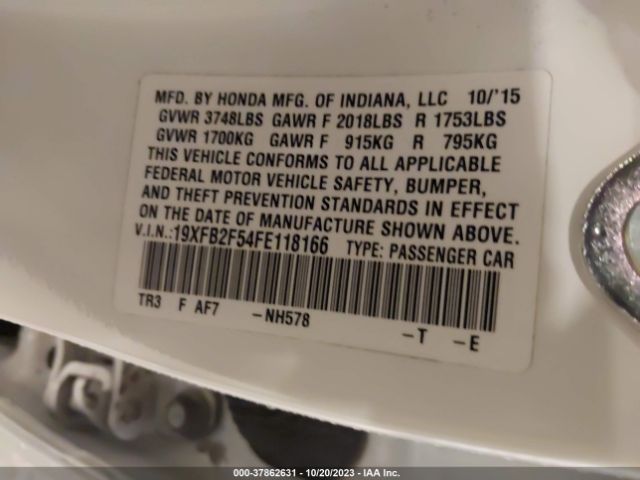 MFD. BY HONDA MFG. OF INDIANA, LLC 10/'15
GVWR 3748LBS GAWR F 2018LBS R 1753LBS
GVWR 1700KG GAWR F 915KG R 795KG
THIS VEHICLE CONFORMS TO ALL APPLICABLE
FEDERAL MOTOR VEHICLE SAFETY, BUMPER,
AND THEFT PREVENTION STANDARDS IN EFFECT
ON THE DATE OF MANUFACTURE SHOWN ABOVE.
V.I.N.:19XFB2F54FE118166 TYPE: PASSENGER CAR
TR3 F AF7 -NH578 -T -E
000-37862631 - 10/20/2023 - IAA Inc.